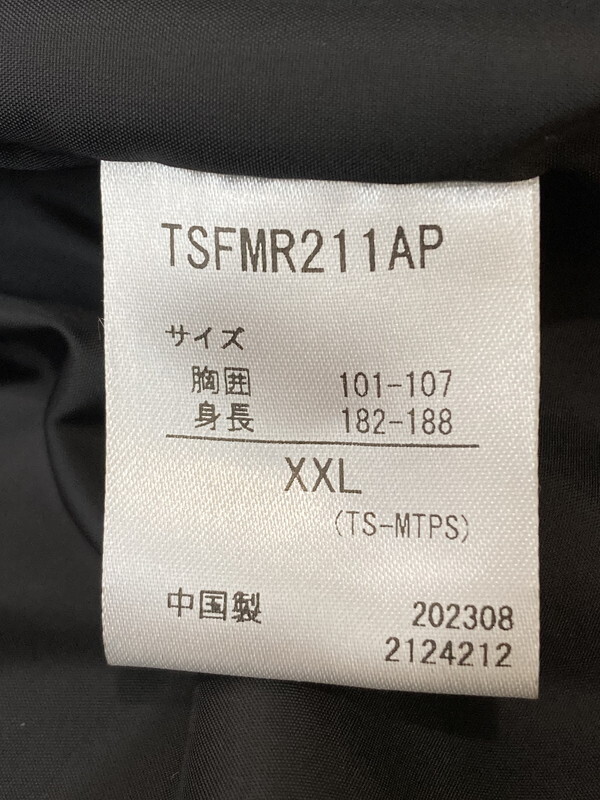 TSFMR211AP
サイズ
胸囲 101-107
身長 182-188
XXL
(TS-MTPS)
中国製 202308
2124212